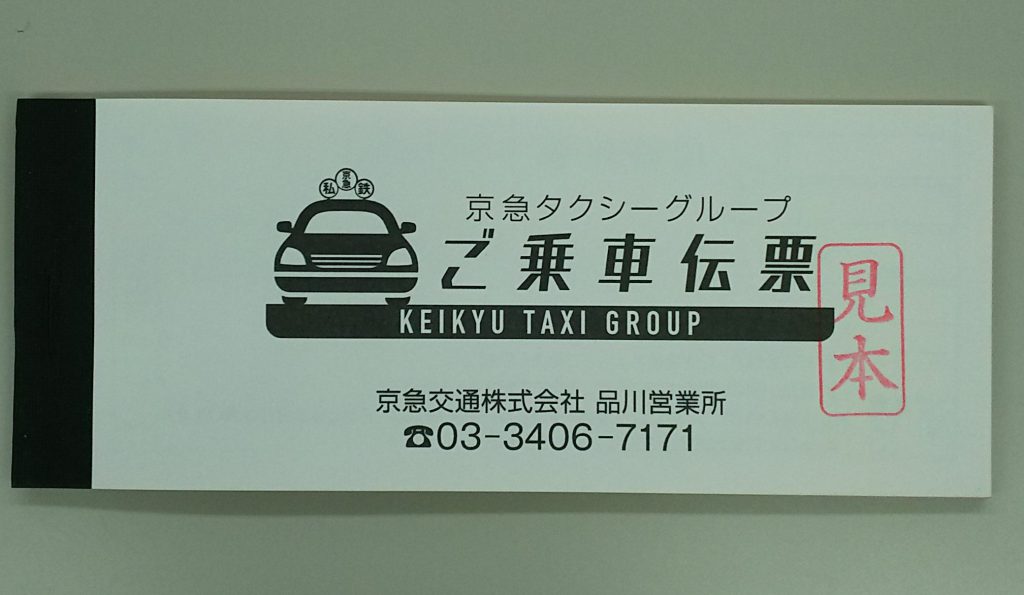 私 京急 鉄
京急タクシーグループ
ご乗車伝票
KEIKYU TAXI GROUP
見本
京急交通株式会社 品川営業所
☎03-3406-7171